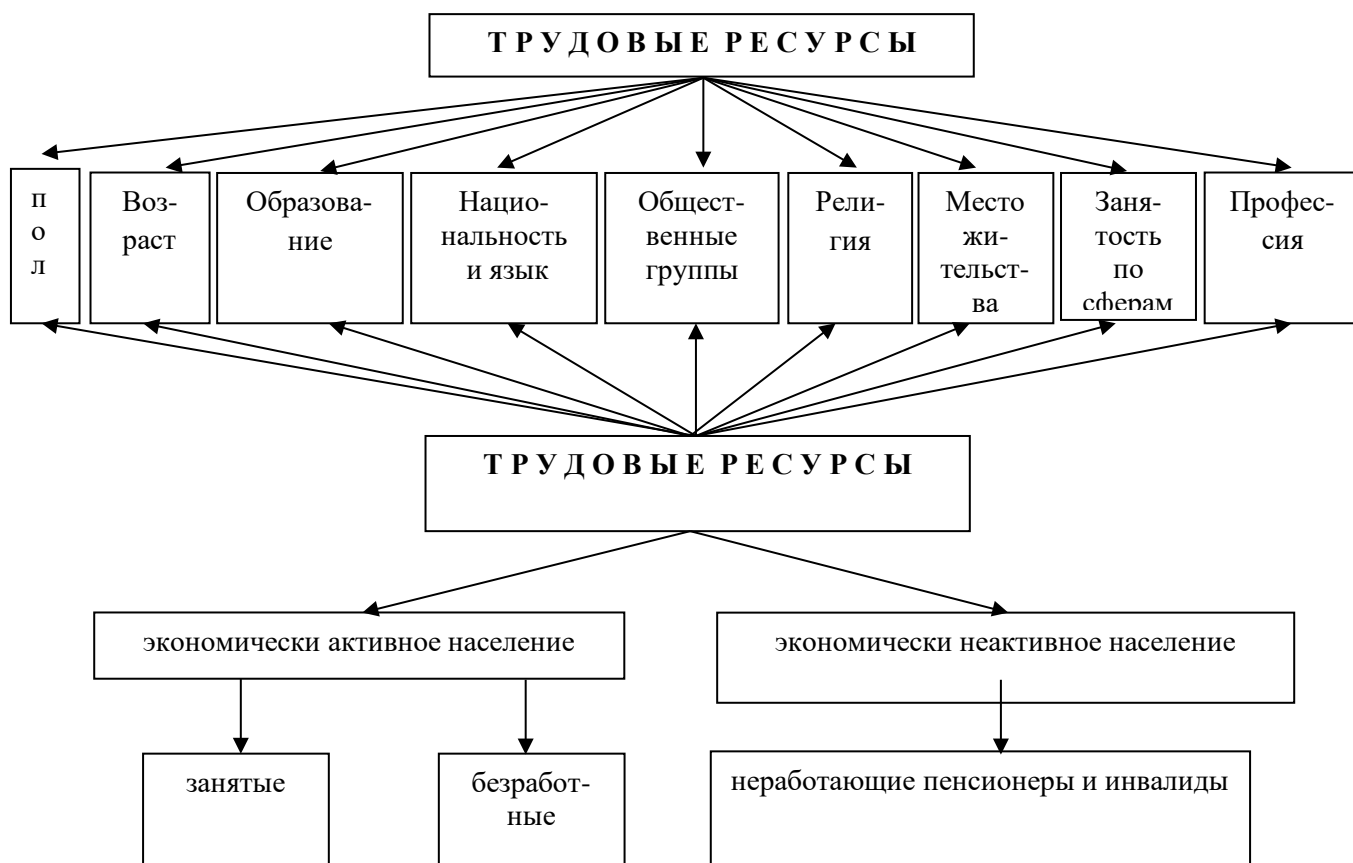 Т Р У Д О В Ы Е Р Е С У Р С Ы
п
о
л
Воз-
раст
Образова-
ние
Нацио-
нальность
и язык
Общест-
венные
группы
Рели-
гия
Место
жи-
тельст-
ва
Заня-
тость
по
сферам
Профес-
сия
Т Р У Д О В Ы Е Р Е С У Р С Ы
экономически активное население
экономически неактивное население
занятые
безработ-
ные
неработающие пенсионеры и инвалиды